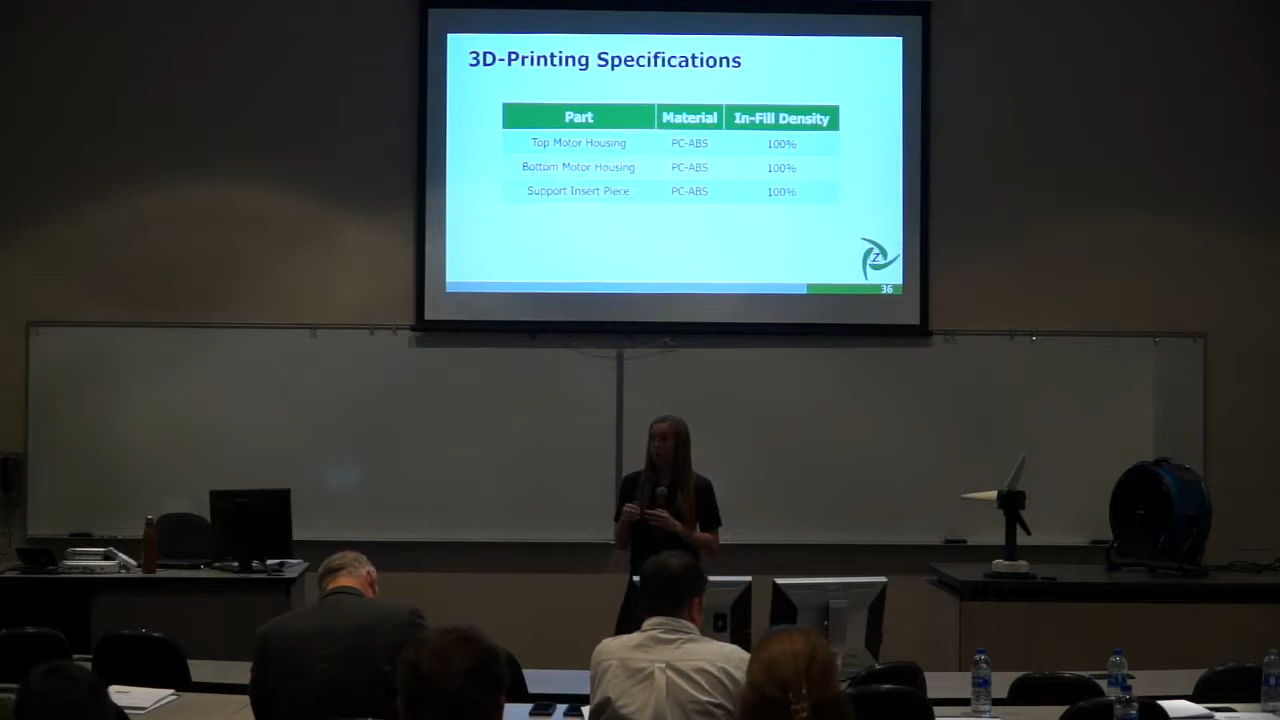 3D-Printing Specifications
Part Material In-Fill Density
Top Motor Housing PC-ABS 100%
Bottom Motor Housing PC-ABS 100%
Support Insert Piece PC-ABS 100%
Z
36